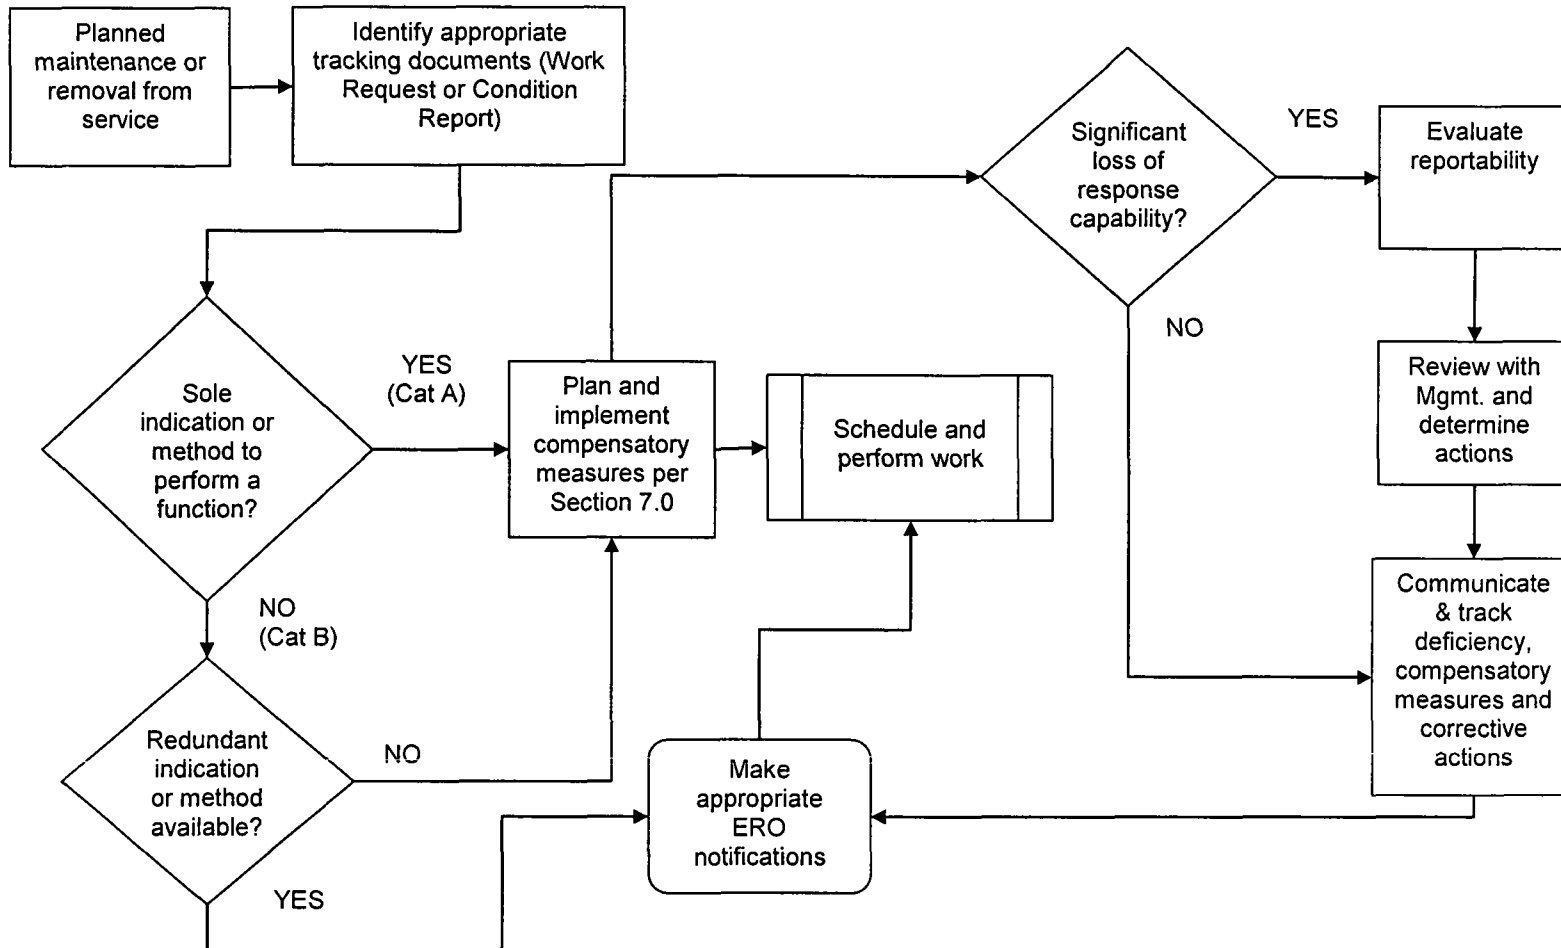 Planned
maintenance or
removal from
service
Identify appropriate
tracking documents (Work
Request or Condition
Report)
Significant
loss of
response
capability?
YES
Evaluate
reportability
NO
Review with
Mgmt. and
determine
actions
Sole
indication or
method to
perform a
function?
YES
(Cat A)
Plan and
implement
compensatory
measures per
Section 7.0
Schedule and
perform work
NO
(Cat B)
Communicate
& track
deficiency,
compensatory
measures and
corrective
actions
Redundant
indication
or method
available?
NO
Make
appropriate
ERO
notifications
YES